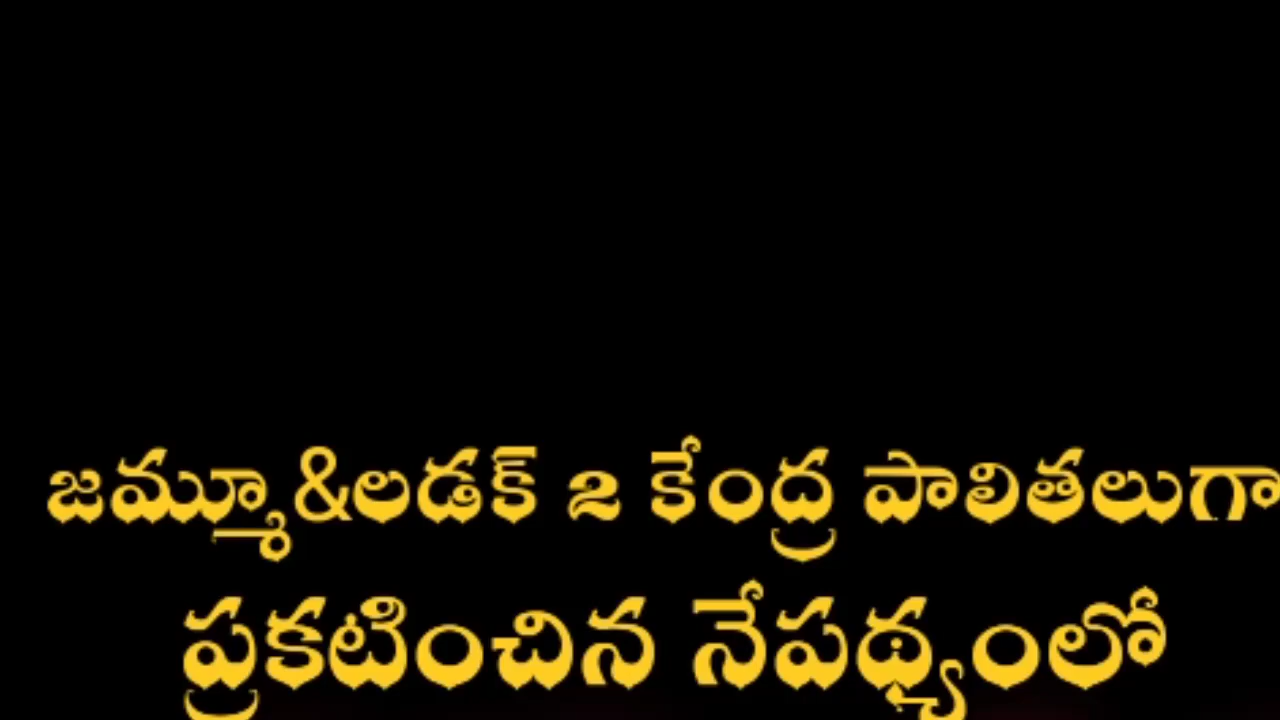 జమ్మూ&లడక్ 2 కేంద్ర పాలితలుగా
ప్రకటించిన నేపథ్యంలో